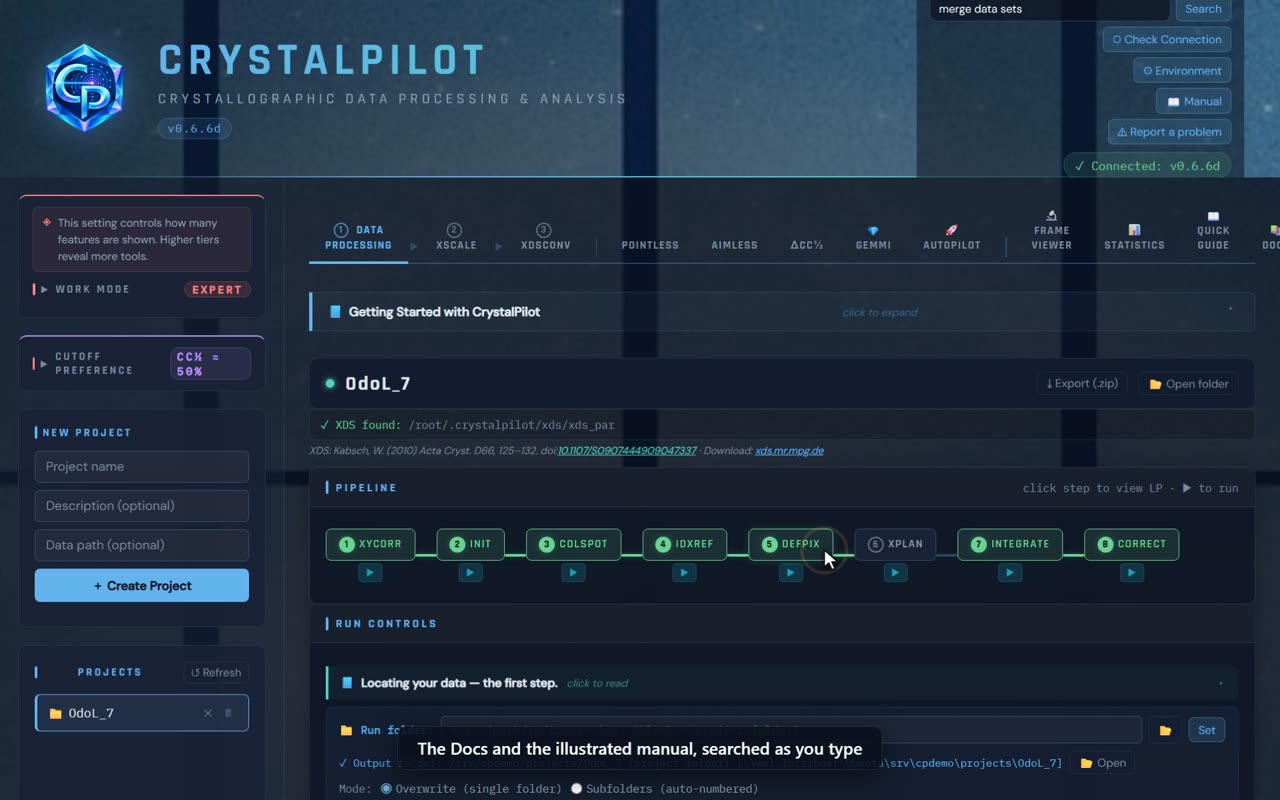 merge data sets
Search
Check Connection
Environment
Manual
Report a problem
✓ Connected: v0.6.6d
CP
CRYSTALPILOT
CRYSTALLOGRAPHIC DATA PROCESSING & ANALYSIS
v0.6.6d
This setting controls how many
features are shown. Higher tiers
reveal more tools.
WORK MODE
EXPERT
CUTOFF
PREFERENCE
CC½ ≈
50%
NEW PROJECT
Project name
Description (optional)
Data path (optional)
+ Create Project
PROJECTS
↺ Refresh
OdoL_7
1 DATA
PROCESSING
2
XSCALE
3
XDSCONV
POINTLESS
AIMLESS
ΔCC½
GEMMI
AUTOPILOT
FRAME
VIEWER
STATISTICS
QUICK
GUIDE
Getting Started with CrystalPilot
click to expand
OdoL_7
↓ Export (.zip)
Open folder
✓ XDS found: /root/.crystalpilot/xds/xds_par
XDS: Kabsch, W. (2010) Acta Cryst. D66, 125–132. doi:10.1107/S0907444909047337 · Download: xds.mr.mpg.de
PIPELINE
click step to view LP · ▶ to run
1 XYCORR
2 INIT
3 COLSPOT
4 IDXREF
5 DEFPIX
6 XPLAN
7 INTEGRATE
8 CORRECT
RUN CONTROLS
Locating your data — the first step. click to read
Run
Set
The Docs and the illustrated manual, searched as you type
✓ Output
\srv\cpdemo\projects\OdoL_7]
Open
Mode: Overwrite (single folder) Subfolders (auto-numbered)